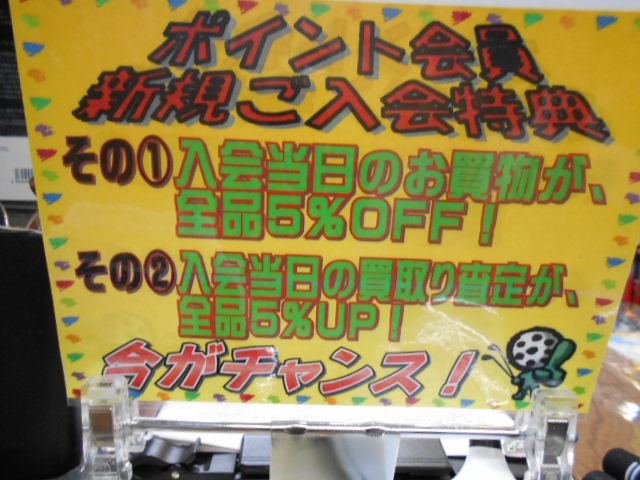 ポイント会員
新規ご入会特典
その①入会当日のお買物が、
全品5%OFF!
その②入会当日の買取り査定が、
全品5%UP!
今がチャンス!